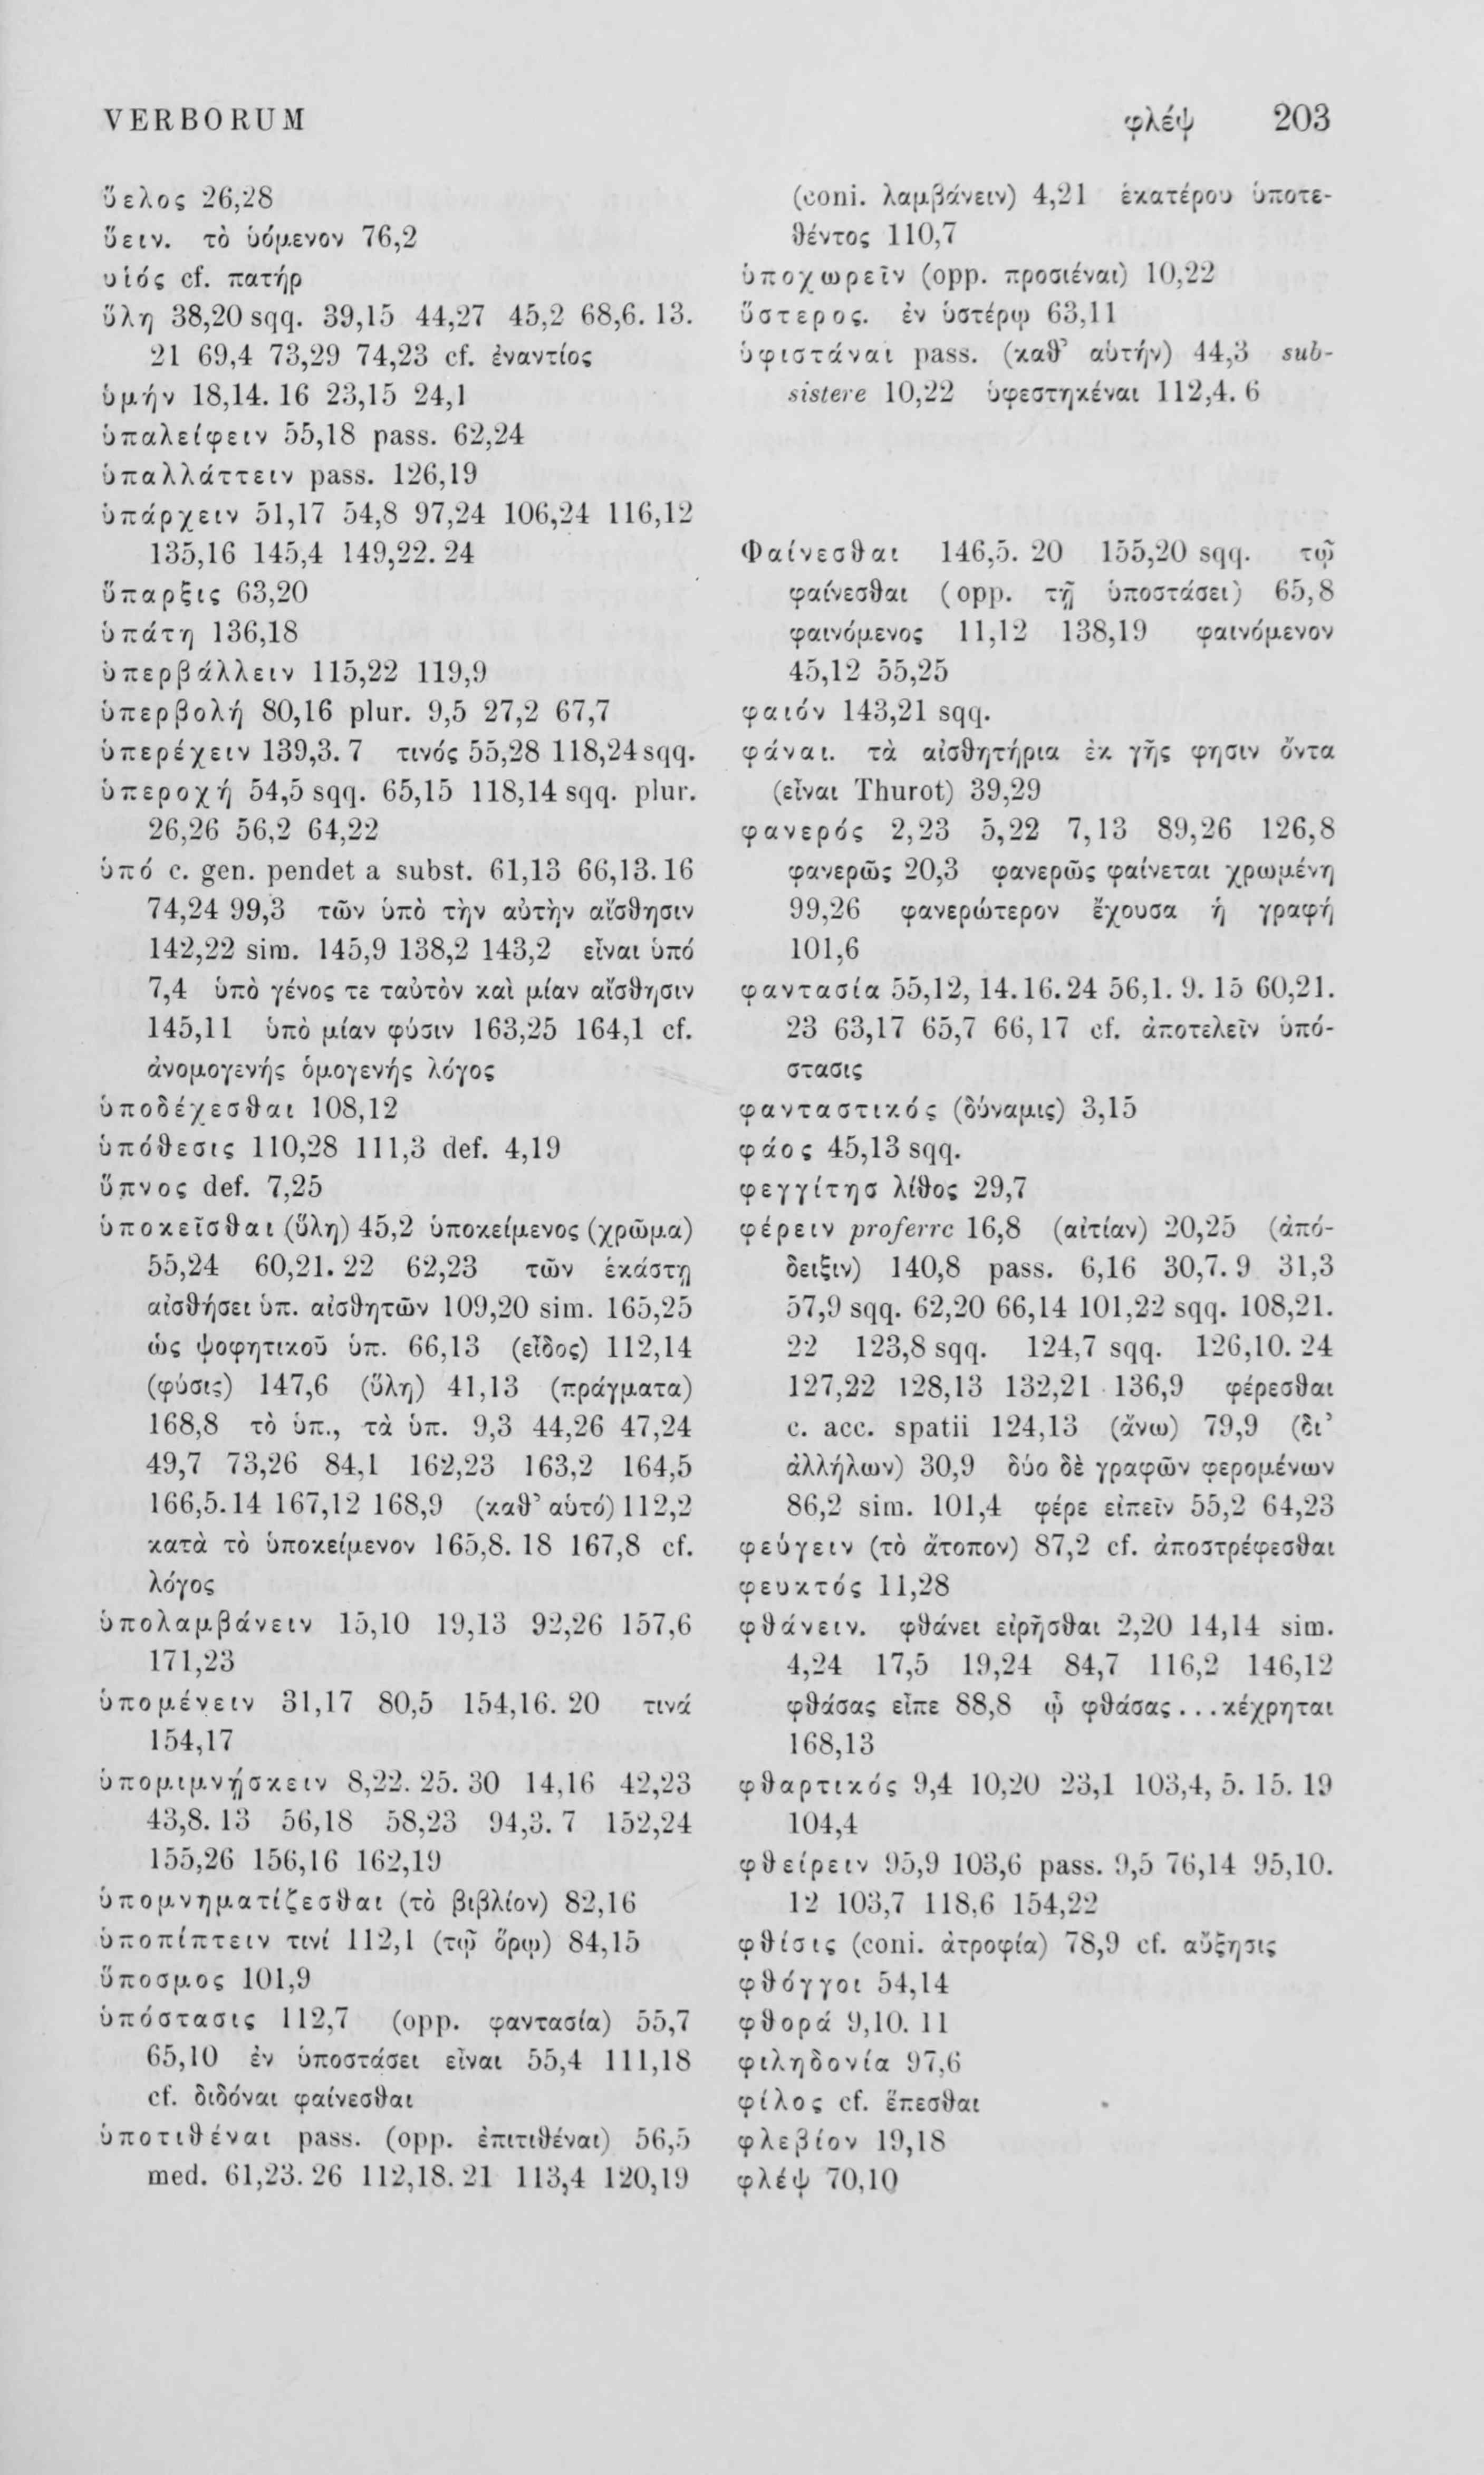 VERBORUM φλέψ 203
ὕελος 26,28
ὕειν. τὸ ὑόμενον 76,2
υἱός cf. πατήρ
ὕλη 38,20 sqq. 39,15 44,27 45,2 68,6. 13.
21 69,4 73,29 74,23 cf. ἐναντίος
ὑμήν 18,14. 16 23,15 24,1
ὑπαλείφειν 55,18 pass. 62,24
ὑπαλλάττειν pass. 126,19
ὑπάρχειν 51,17 54,8 97,24 106,24 116,12
135,16 145,4 149,22. 24
ὕπαρξις 63,20
ὑπάτη 136,18
ὑπερβάλλειν 115,22 119,9
ὑπερβολή 80,16 plur. 9,5 27,2 67,7
ὑπερέχειν 139,3. 7 τινός 55,28 118,24 sqq.
ὑπεροχή 54,5 sqq. 65,15 118,14 sqq. plur.
26,26 56,2 64,22
ὑπό c. gen. pendet a subst. 61,13 66,13. 16
74,24 99,3 τῶν ὑπὸ τὴν αὐτὴν αἴσθησιν
142,22 sim. 145,9 138,2 143,2 εἶναι ὑπό
7,4 ὑπὸ γένος τε ταὐτὸν καὶ μίαν αἴσθησιν
145,11 ὑπὸ μίαν φύσιν 163,25 164,1 cf.
ἀνομογενής ὁμογενής λόγος
ὑποδέχεσθαι 108,12
ὑπόθεσις 110,28 111,3 def. 4,19
ὕπνος def. 7,25
ὑποκεῖσθαι (ὕλη) 45,2 ὑποκείμενος (χρῶμα)
55,24 60,21. 22 62,23 τῶν ἑκάστῃ
αἰσθήσει ὑπ. αἰσθητῶν 109,20 sim. 165,25
ὡς ψοφητικοῦ ὑπ. 66,13 (εἶδος) 112,14
(φύσις) 147,6 (ὕλη) 41,13 (πράγματα)
168,8 τὸ ὑπ., τὰ ὑπ. 9,3 44,26 47,24
49,7 73,26 84,1 162,23 163,2 164,5
166,5. 14 167,12 168,9 (καθ’ αὑτό) 112,2
κατὰ τὸ ὑποκείμενον 165,8. 18 167,8 cf.
λόγος
ὑπολαμβάνειν 15,10 19,13 92,26 157,6
171,23
ὑπομένειν 31,17 80,5 154,16. 20 τινά
154,17
ὑπομιμνήσκειν 8,22. 25. 30 14,16 42,23
43,8. 13 56,18 58,23 94,3. 7 152,24
155,26 156,16 162,19
ὑπομνηματίζεσθαι (τὸ βιβλίον) 82,16
ὑποπίπτειν τινί 112,1 (τῷ ὅρῳ) 84,15
ὕποσμος 101,9
ὑπόστασις 112,7 (opp. φαντασία) 55,7
65,10 ἐν ὑποστάσει εἶναι 55,4 111,18
cf. διδόναι φαίνεσθαι
ὑποτιθέναι pass. (opp. ἐπιτιθέναι) 56,5
med. 61,23. 26 112,18. 21 113,4 120,19
(coni. λαμβάνειν) 4,21 ἑκατέρου ὑποτε-
θέντος 110,7
ὑποχωρεῖν (opp. προσιέναι) 10,22
ὕστερος. ἐν ὑστέρῳ 63,11
ὑφιστάναι pass. (καθ’ αὑτήν) 44,3 sub-
sistere 10,22 ὑφεστηκέναι 112,4. 6
Φαίνεσθαι 146,5. 20 155,20 sqq. τῷ
φαίνεσθαι (opp. τῇ ὑποστάσει) 65,8
φαινόμενος 11,12 138,19 φαινόμενον
45,12 55,25
φαιόν 143,21 sqq.
φάναι. τὰ αἰσθητήρια ἐκ γῆς φησιν ὄντα
(εἶναι Thurot) 39,29
φανερός 2,23 5,22 7,13 89,26 126,8
φανερῶς 20,3 φανερῶς φαίνεται χρωμένη
99,26 φανερώτερον ἔχουσα ἡ γραφή
101,6
φαντασία 55,12, 14. 16. 24 56,1. 9. 15 60,21.
23 63,17 65,7 66,17 cf. ἀποτελεῖν ὑπό-
στασις
φανταστικός (δύναμις) 3,15
φάος 45,13 sqq.
φεγγίτησ λίθος 29,7
φέρειν proferre 16,8 (αἰτίαν) 20,25 (ἀπό-
δειξιν) 140,8 pass. 6,16 30,7. 9 31,3
57,9 sqq. 62,20 66,14 101,22 sqq. 108,21.
22 123,8 sqq. 124,7 sqq. 126,10. 24
127,22 128,13 132,21 136,9 φέρεσθαι
c. acc. spatii 124,13 (ἄνω) 79,9 (δι’
ἀλλήλων) 30,9 δύο δὲ γραφῶν φερομένων
86,2 sim. 101,4 φέρε εἰπεῖν 55,2 64,23
φεύγειν (τὸ ἄτοπον) 87,2 cf. ἀποστρέφεσθαι
φευκτός 11,28
φθάνειν. φθάνει εἰρῆσθαι 2,20 14,14 sim.
4,24 17,5 19,24 84,7 116,2 146,12
φθάσας εἶπε 88,8 ᾧ φθάσας ... κέχρηται
168,13
φθαρτικός 9,4 10,20 23,1 103,4, 5. 15. 19
104,4
φθείρειν 95,9 103,6 pass. 9,5 76,14 95,10.
12 103,7 118,6 154,22
φθίσις (coni. ἀτροφία) 78,9 cf. αὔξησις
φθόγγοι 54,14
φθορά 9,10. 11
φιληδονία 97,6
φίλος cf. ἕπεσθαι
φλεβίον 19,18
φλέψ 70,10